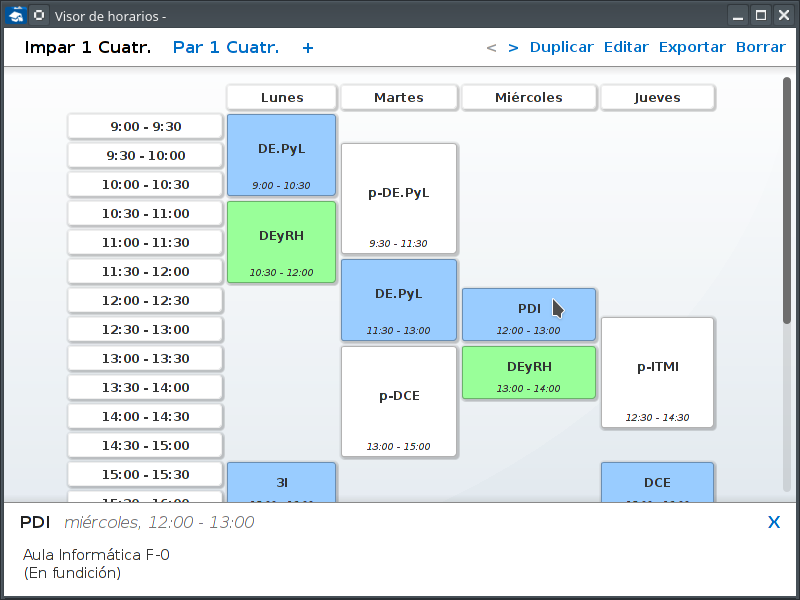 Visor de horarios -
Impar 1 Cuatr. Par 1 Cuatr. + < > Duplicar Editar Exportar Borrar
Lunes Martes Miércoles Jueves
9:00 - 9:30
9:30 - 10:00
10:00 - 10:30
10:30 - 11:00
11:00 - 11:30
11:30 - 12:00
12:00 - 12:30
12:30 - 13:00
13:00 - 13:30
13:30 - 14:00
14:00 - 14:30
14:30 - 15:00
15:00 - 15:30
DE.PyL
9:00 - 10:30
DEyRH
10:30 - 12:00
3I
p-DE.PyL
9:30 - 11:30
DE.PyL
11:30 - 13:00
p-DCE
13:00 - 15:00
PDI
12:00 - 13:00
DEyRH
13:00 - 14:00
p-ITMI
12:30 - 14:30
DCE
PDI miércoles, 12:00 - 13:00 X
Aula Informática F-0
(En fundición)